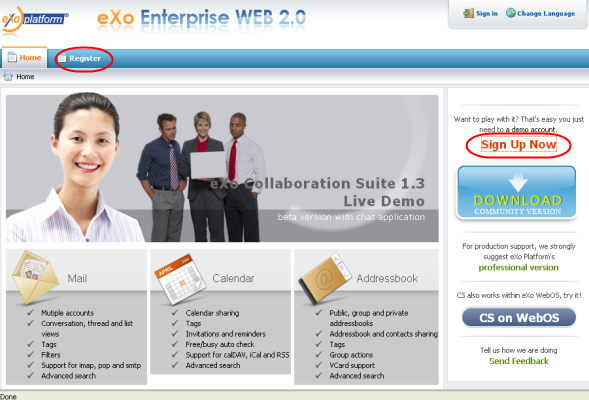 eXo platform
eXo Enterprise WEB 2.0
Sign in
Change Language
Home
Register
Home
eXo Collaboration Suite 1.3
Live Demo
beta version with chat application
Want to play with it? That's easy you just
need to a demo account.
Sign Up Now
DOWNLOAD
COMMUNITY VERSION
For production support, we strongly
suggest eXo Platform's
professional version
CS also works within eXo WebOS, try it!
CS on WebOS
Tell us how we are doing
Send Feedback
Mail
Mutiple accounts
Conversation, thread and list
views
Tags
Filters
Support for imap, pop and smtp
Advanced search
APRIL
Calendar
Calendar sharing
Tags
Invitations and reminders
Free/busy auto check
Support for calDAV, iCal and RSS
Advanced search
Addressbook
Public, group and private
addressbooks
Addressbook and contacts sharing
Tags
Group actions
VCard support
Advanced search
Done